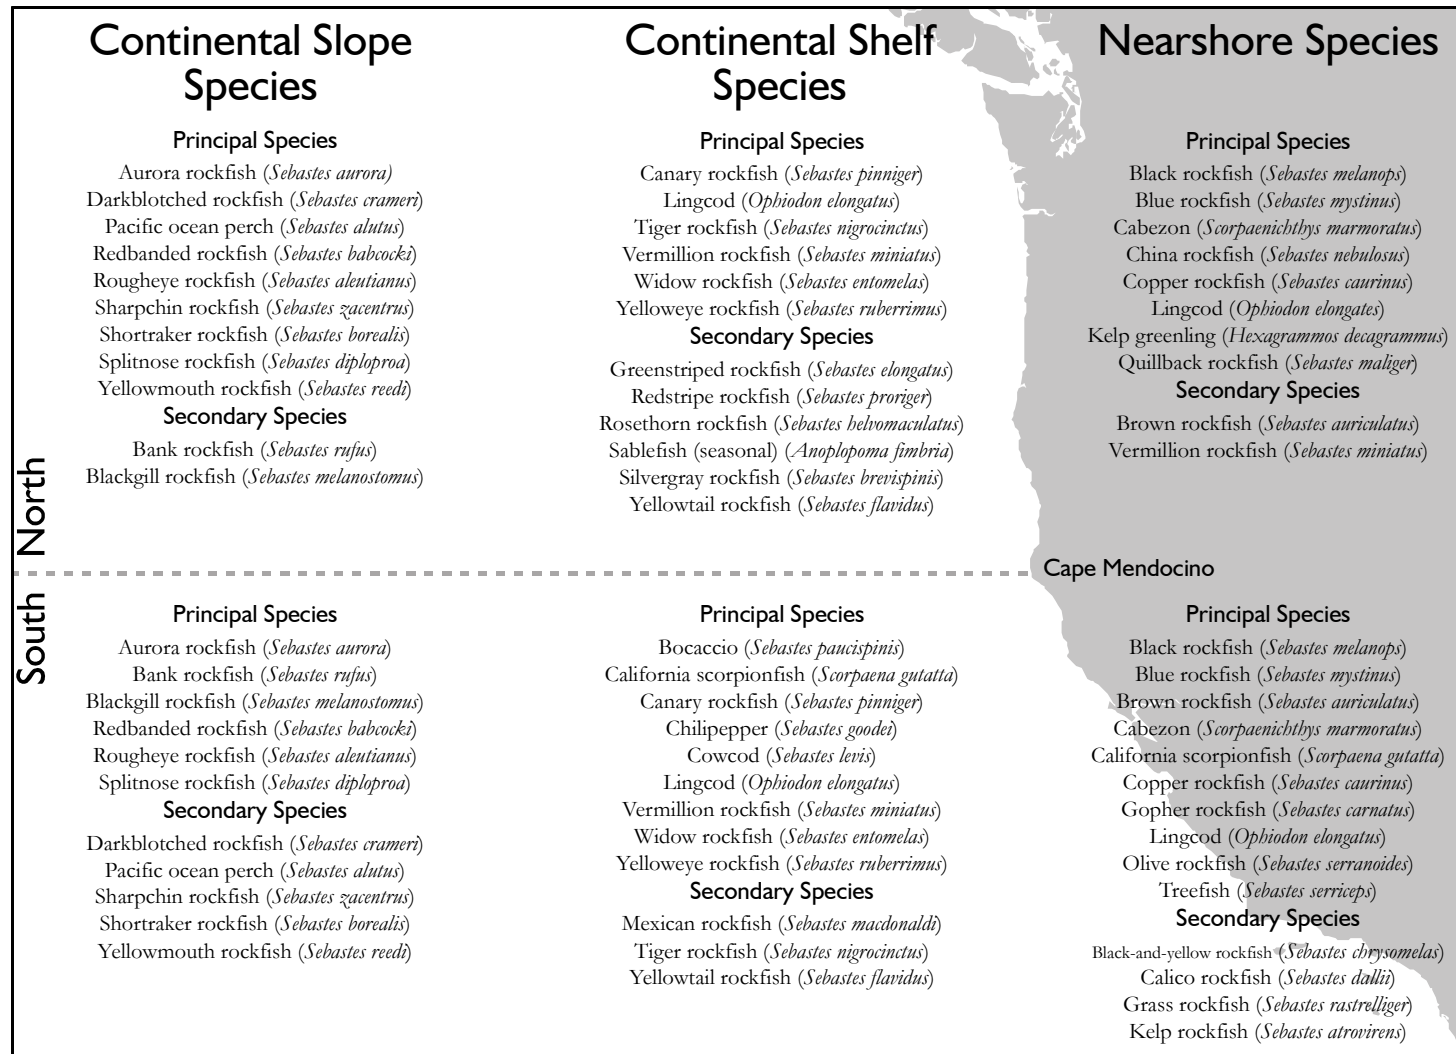 Continental Slope
Species
Principal Species
Aurora rockfish (Sebastes aurora)
Darkblotched rockfish (Sebastes crameri)
Pacific ocean perch (Sebastes alutus)
Redbanded rockfish (Sebastes babcocki)
Rougheye rockfish (Sebastes aleutianus)
Sharpchin rockfish (Sebastes zacentrus)
Shortraker rockfish (Sebastes borealis)
Splitnose rockfish (Sebastes diploproa)
Yellowmouth rockfish (Sebastes reedi)
Secondary Species
Bank rockfish (Sebastes rufus)
Blackgill rockfish (Sebastes melanostomus)
Continental Shelf
Species
Principal Species
Canary rockfish (Sebastes pinniger)
Lingcod (Ophiodon elongatus)
Tiger rockfish (Sebastes nigrocinctus)
Vermillion rockfish (Sebastes miniatus)
Widow rockfish (Sebastes entomelas)
Yelloweye rockfish (Sebastes ruberrimus)
Secondary Species
Greenstriped rockfish (Sebastes elongatus)
Redstripe rockfish (Sebastes proriger)
Rosethorn rockfish (Sebastes helvomaculatus)
Sablefish (seasonal) (Anoplopoma fimbria)
Silvergray rockfish (Sebastes brevispinis)
Yellowtail rockfish (Sebastes flavidus)
Nearshore Species
Principal Species
Black rockfish (Sebastes melanops)
Blue rockfish (Sebastes mystinus)
Cabezon (Scorpaenichthys marmoratus)
China rockfish (Sebastes nebulosus)
Copper rockfish (Sebastes caurinus)
Lingcod (Ophiodon elongates)
Kelp greenling (Hexagrammos decagrammus)
Quillback rockfish (Sebastes maliger)
Secondary Species
Brown rockfish (Sebastes auriculatus)
Vermillion rockfish (Sebastes miniatus)
North
Cape Mendocino
South
Principal Species
Aurora rockfish (Sebastes aurora)
Bank rockfish (Sebastes rufus)
Blackgill rockfish (Sebastes melanostomus)
Redbanded rockfish (Sebastes babcocki)
Rougheye rockfish (Sebastes aleutianus)
Splitnose rockfish (Sebastes diploproa)
Secondary Species
Darkblotched rockfish (Sebastes crameri)
Pacific ocean perch (Sebastes alutus)
Sharpchin rockfish (Sebastes zacentrus)
Shortraker rockfish (Sebastes borealis)
Yellowmouth rockfish (Sebastes reedi)
Principal Species
Bocaccio (Sebastes paucispinis)
California scorpionfish (Scorpaena gutatta)
Canary rockfish (Sebastes pinniger)
Chilipepper (Sebastes goodei)
Cowcod (Sebastes levis)
Lingcod (Ophiodon elongatus)
Vermillion rockfish (Sebastes miniatus)
Widow rockfish (Sebastes entomelas)
Yelloweye rockfish (Sebastes ruberrimus)
Secondary Species
Mexican rockfish (Sebastes macdonaldi)
Tiger rockfish (Sebastes nigrocinctus)
Yellowtail rockfish (Sebastes flavidus)
Principal Species
Black rockfish (Sebastes melanops)
Blue rockfish (Sebastes mystinus)
Brown rockfish (Sebastes auriculatus)
Cabezon (Scorpaenichthys marmoratus)
California scorpionfish (Scorpaena gutatta)
Copper rockfish (Sebastes caurinus)
Gopher rockfish (Sebastes carnatus)
Lingcod (Ophiodon elongatus)
Olive rockfish (Sebastes serranoides)
Treefish (Sebastes serriceps)
Secondary Species
Black-and-yellow rockfish (Sebastes chrysomelas)
Calico rockfish (Sebastes dallii)
Grass rockfish (Sebastes rastrelliger)
Kelp rockfish (Sebastes atrovirens)